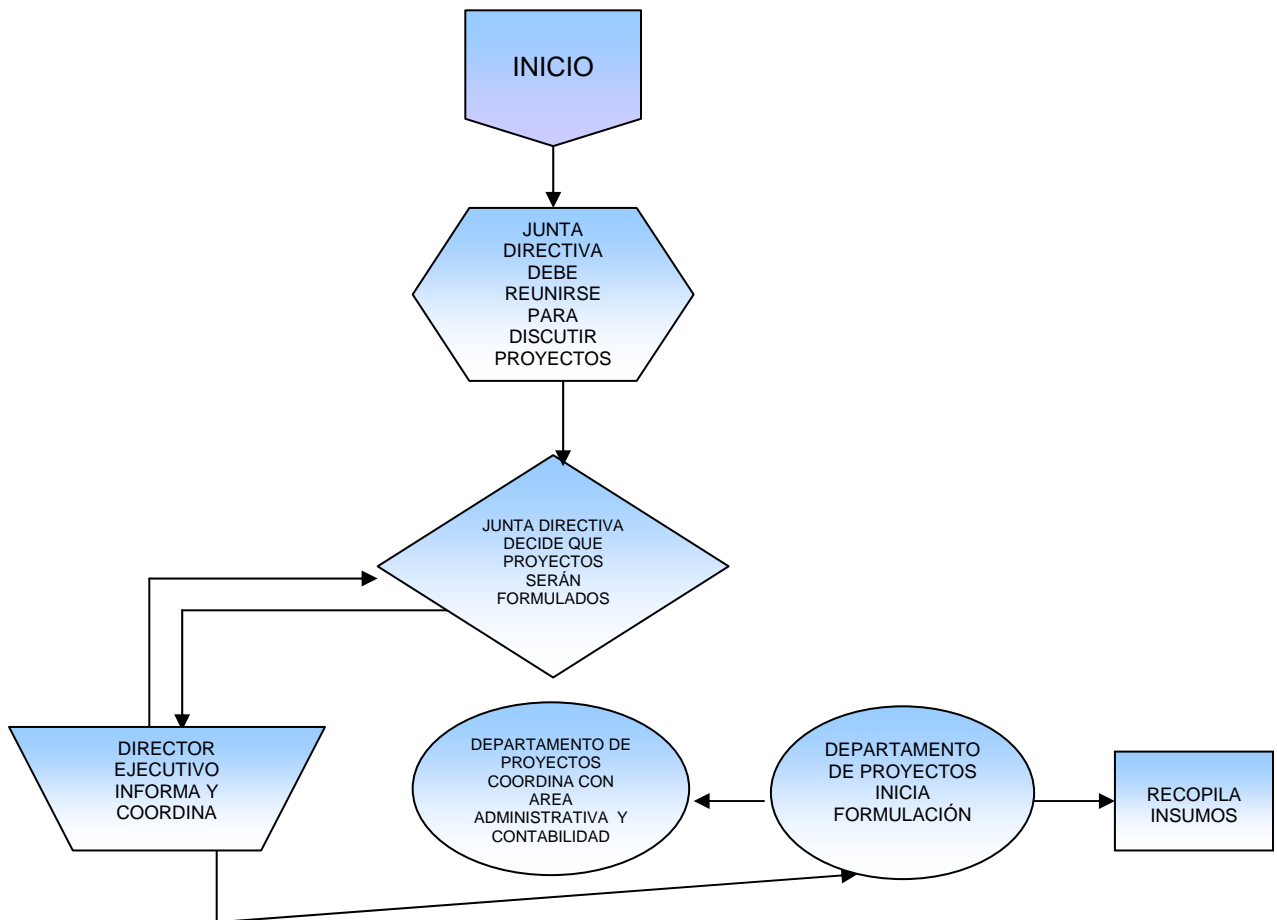 INICIO
JUNTA
DIRECTIVA
DEBE
REUNIRSE
PARA
DISCUTIR
PROYECTOS
JUNTA DIRECTIVA
DECIDE QUE
PROYECTOS
SERÁN
FORMULADOS
DIRECTOR
EJECUTIVO
INFORMA Y
COORDINA
DEPARTAMENTO DE
PROYECTOS
COORDINA CON
AREA
ADMINISTRATIVA Y
CONTABILIDAD
DEPARTAMENTO
DE PROYECTOS
INICIA
FORMULACIÓN
RECOPILA
INSUMOS